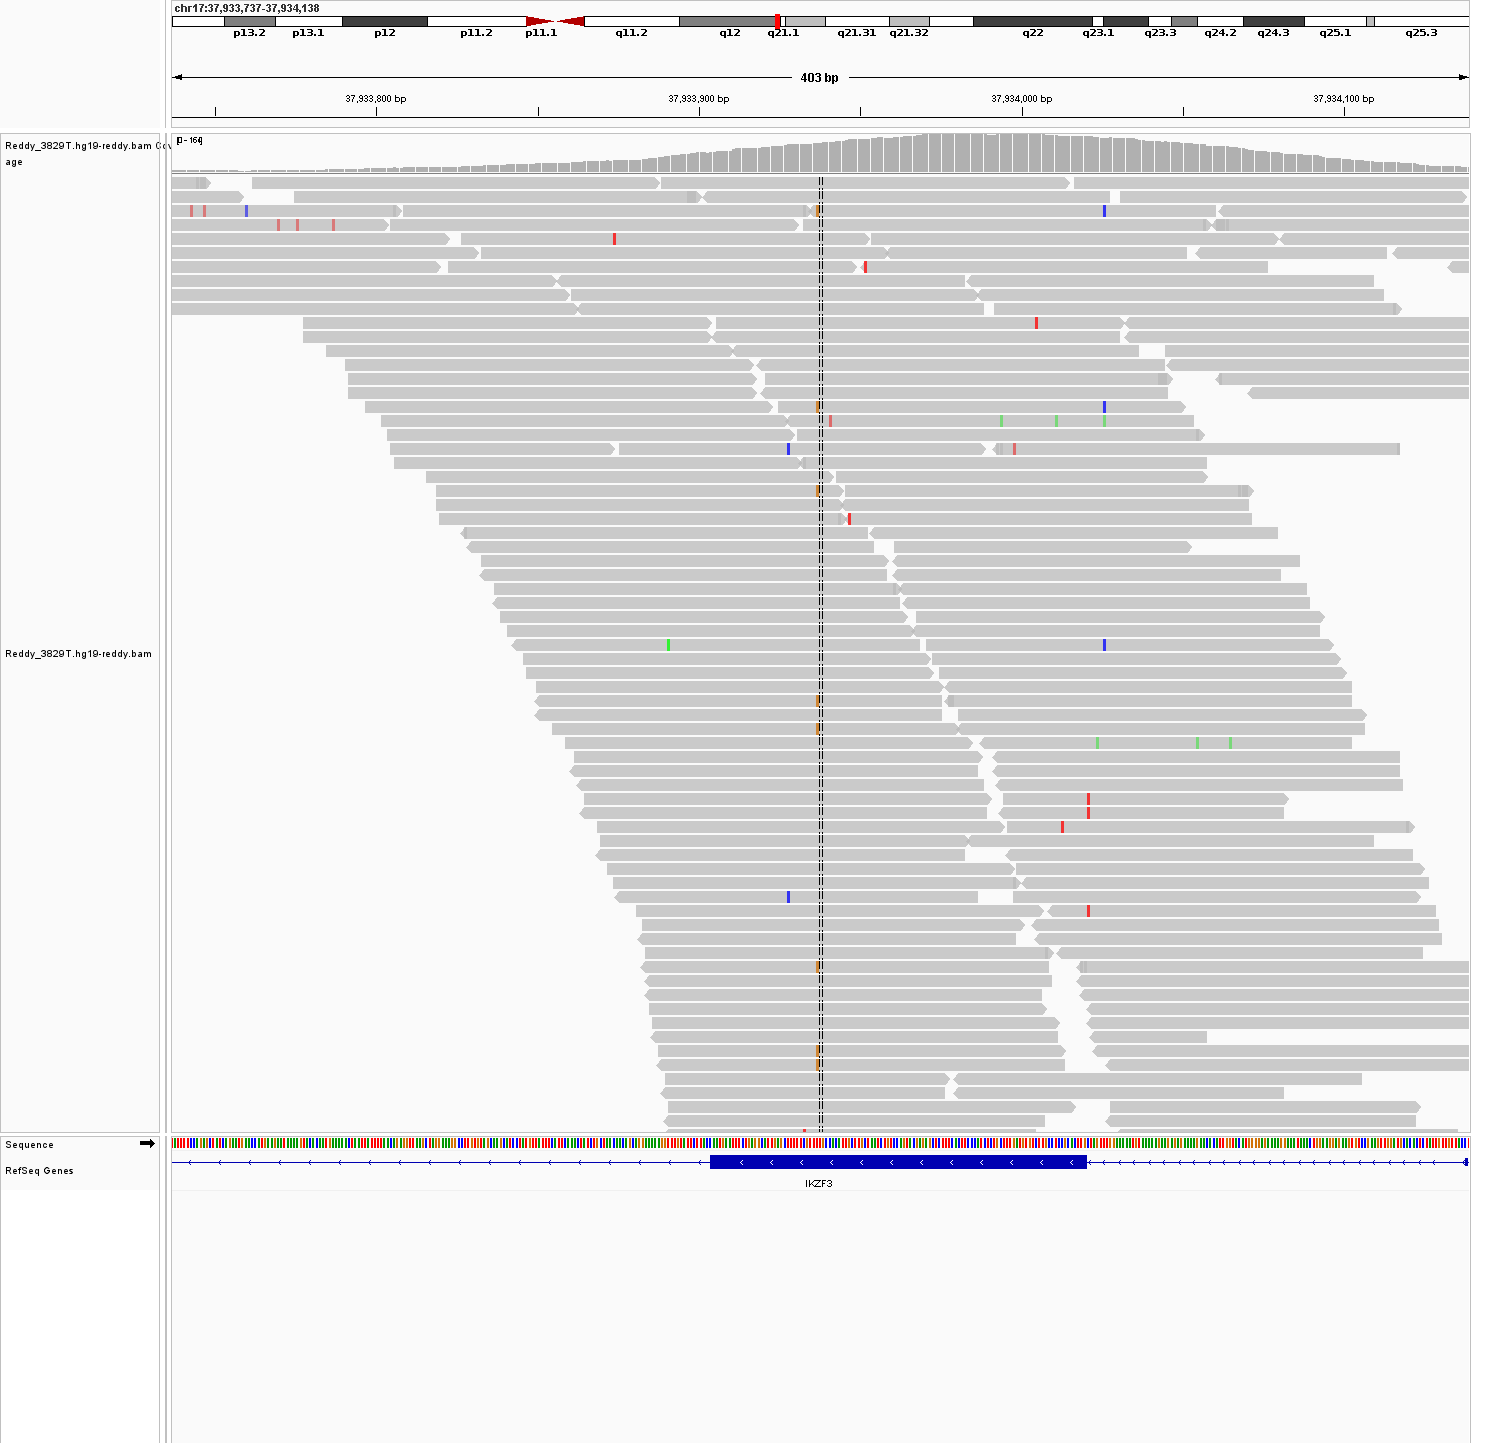 chr17:37,933,737-37,934,138
p13.2 p13.1 p12 p11.2 p11.1 q11.2 q12 q21.1 q21.31 q21.32 q22 q23.1 q23.3 q24.2 q24.3 q25.1 q25.3
403 bp
37,933,800 bp 37,933,900 bp 37,934,000 bp 37,934,100 bp
[0 - 164]
Reddy_3829T.hg19-reddy.bam Cov
age
Reddy_3829T.hg19-reddy.bam
Sequence
RefSeq Genes
IKZF3